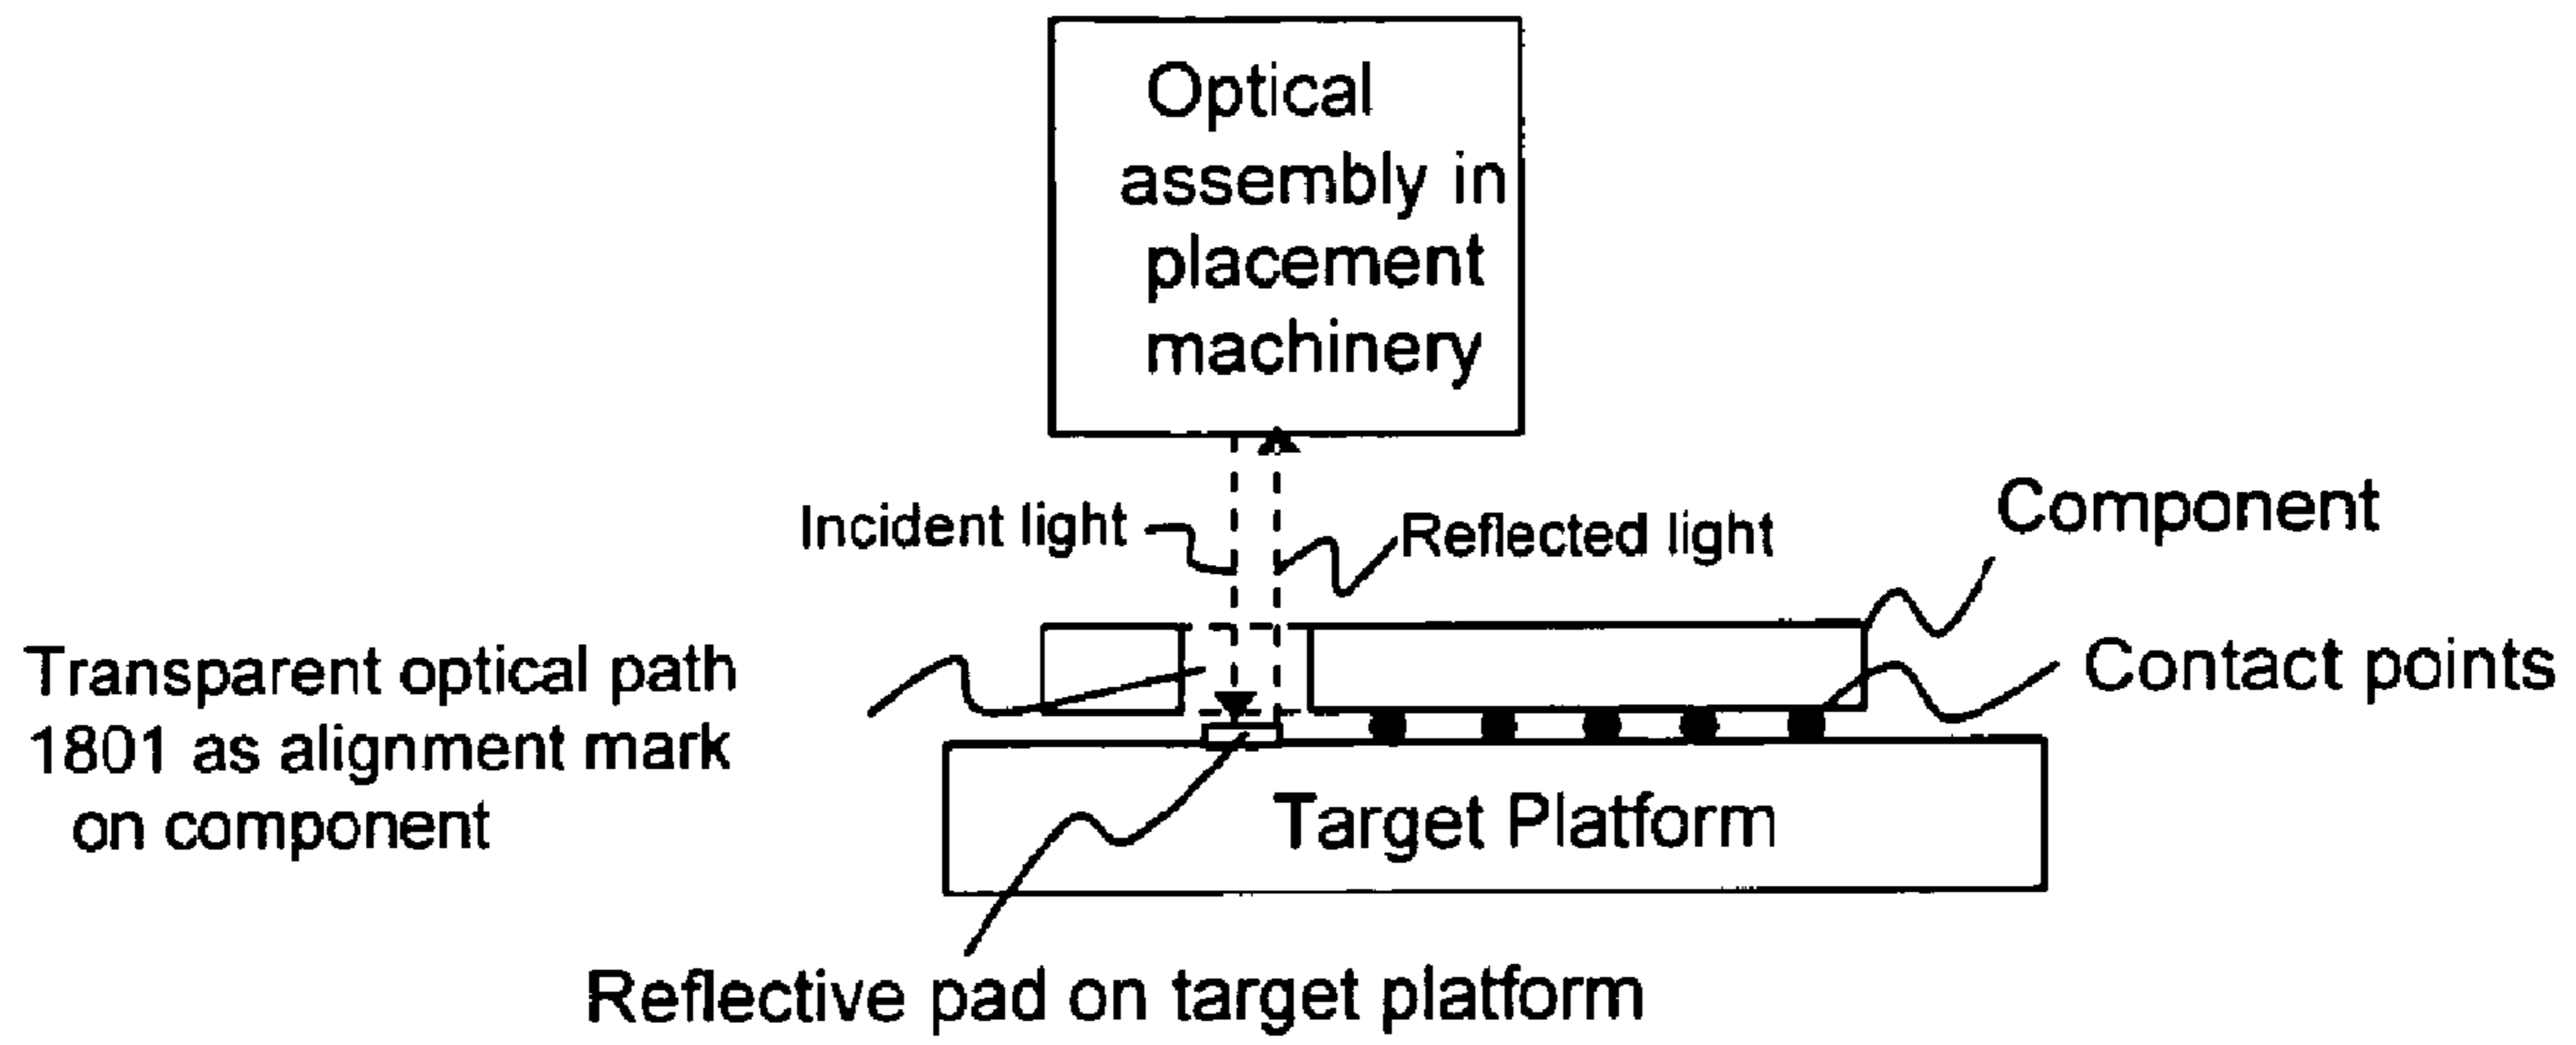 Optical
assembly in
placement
machinery
Incident light
Reflected light
Component
Transparent optical path
1801 as alignment mark
on component
Contact points
Target Platform
Reflective pad on target platform